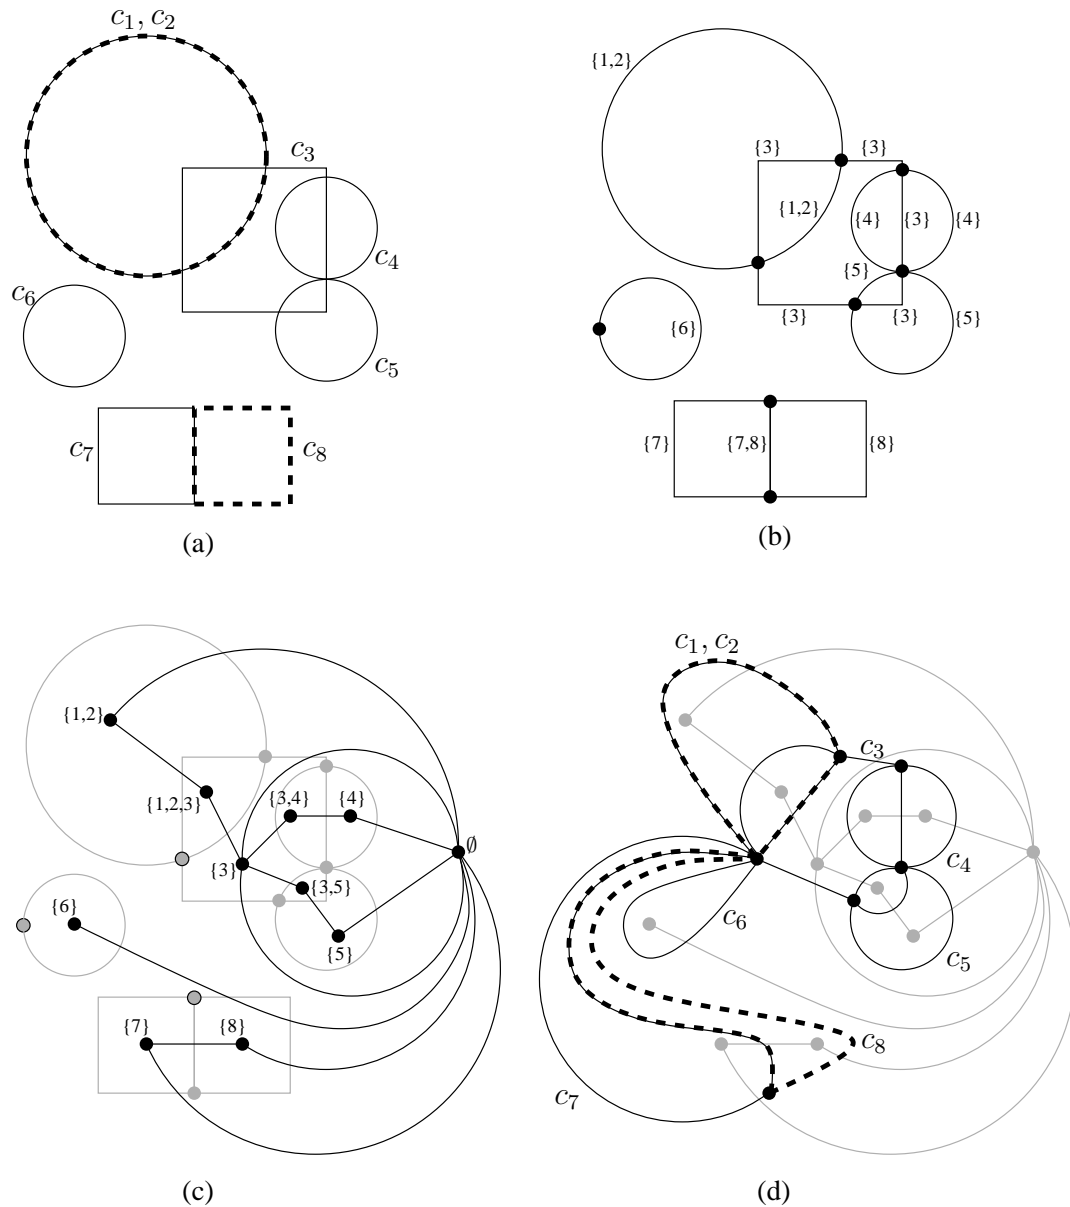 c₁, c₂
c₃
c₄
c₆
c₅
c₇
c₈
(a)
{1,2}
{3}
{3}
{1,2}
{4}
{3}
{4}
{5}
{6}
{3}
{3}
{5}
{7}
{7,8}
{8}
(b)
{1,2}
{1,2,3}
{3,4}
{4}
∅
{3}
{3,5}
{6}
{5}
{7}
{8}
(c)
c₁, c₂
c₃
c₄
c₆
c₅
c₈
c₇
(d)